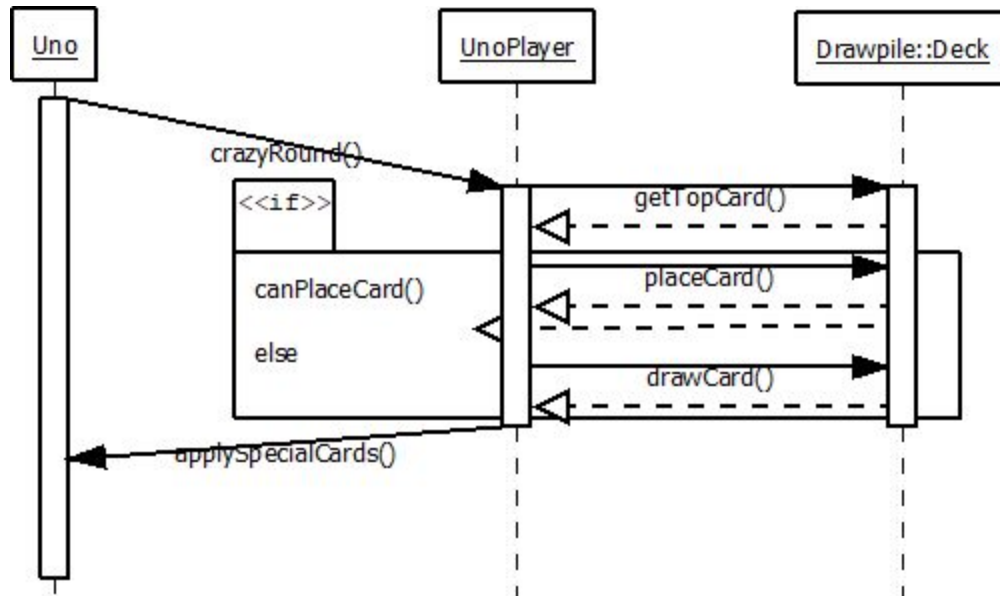 Uno
UnoPlayer
Drawpile::Deck
crazyRound()
<<if>>
getTopCard()
canPlaceCard()
placeCard()
else
drawCard()
applySpecialCards()